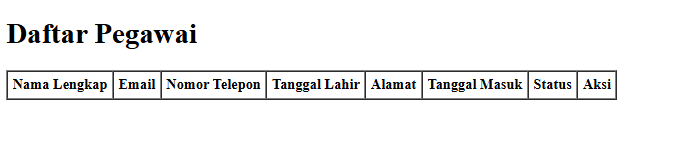 Daftar Pegawai
Nama Lengkap Email Nomor Telepon Tanggal Lahir Alamat Tanggal Masuk Status Aksi